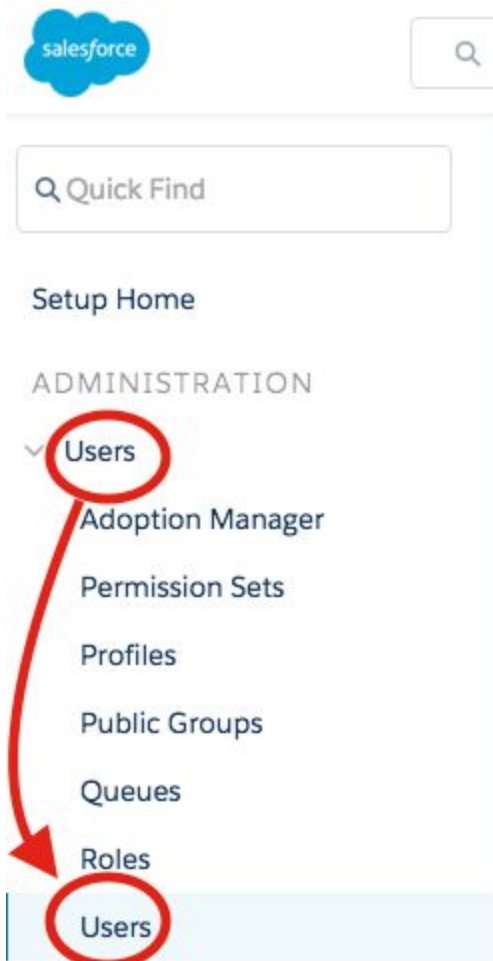 salesforce
Quick Find
Setup Home
ADMINISTRATION
Users
Adoption Manager
Permission Sets
Profiles
Public Groups
Queues
Roles
Users